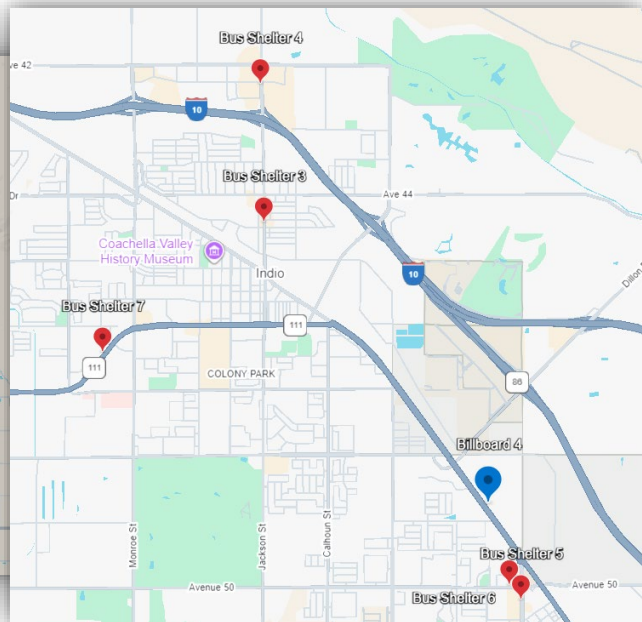 Bus Shelter 4
ve 42
10
Bus Shelter 3
Ave 44
Dr
Coachella Valley
History Museum
Indio
10
Dillon
Bus Shelter 7
111
111
COLONY PARK
86
Billboard 4
Monroe St
Jackson St
Calhoun St
Bus Shelter 5
Avenue 50
Avenue 50
Bus Shelter 6